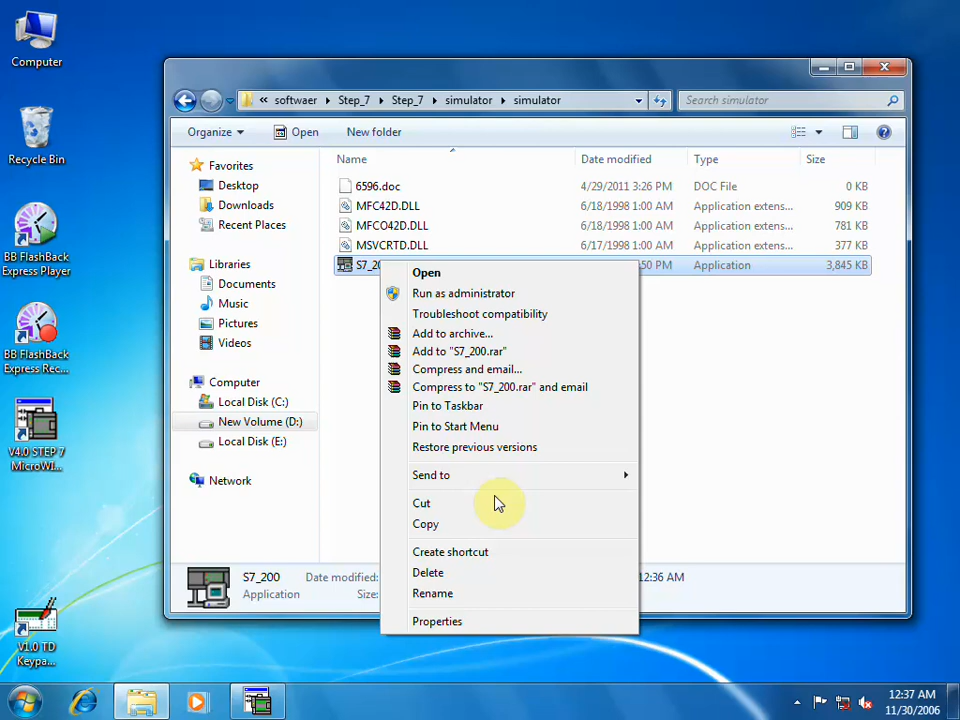 Computer
Recycle Bin
BB FlashBack
Express Player
BB FlashBack
Express Rec...
V4.0 STEP 7
MicroWI...
V1.0 TD
Keypa...
« softwaer Step_7 Step_7 simulator simulator
Search simulator
Organize Open New folder
Favorites
Desktop
Downloads
Recent Places
Libraries
Documents
Music
Pictures
Videos
Computer
Local Disk (C:)
New Volume (D:)
Local Disk (E:)
Network
Name Date modified Type Size
6596.doc 4/29/2011 3:26 PM DOC File 0 KB
MFC42D.DLL 6/18/1998 1:00 AM Application extens... 909 KB
MFCO42D.DLL 6/18/1998 1:00 AM Application extens... 781 KB
MSVCRTD.DLL 6/17/1998 1:00 AM Application extens... 377 KB
S7_20 :50 PM Application 3,845 KB
Open
Run as administrator
Troubleshoot compatibility
Add to archive...
Add to "S7_200.rar"
Compress and email...
Compress to "S7_200.rar" and email
Pin to Taskbar
Pin to Start Menu
Restore previous versions
Send to
Cut
Copy
Create shortcut
Delete
Rename
Properties
S7_200 Date modified: 12:36 AM
Application Size:
12:37 AM
11/30/2006